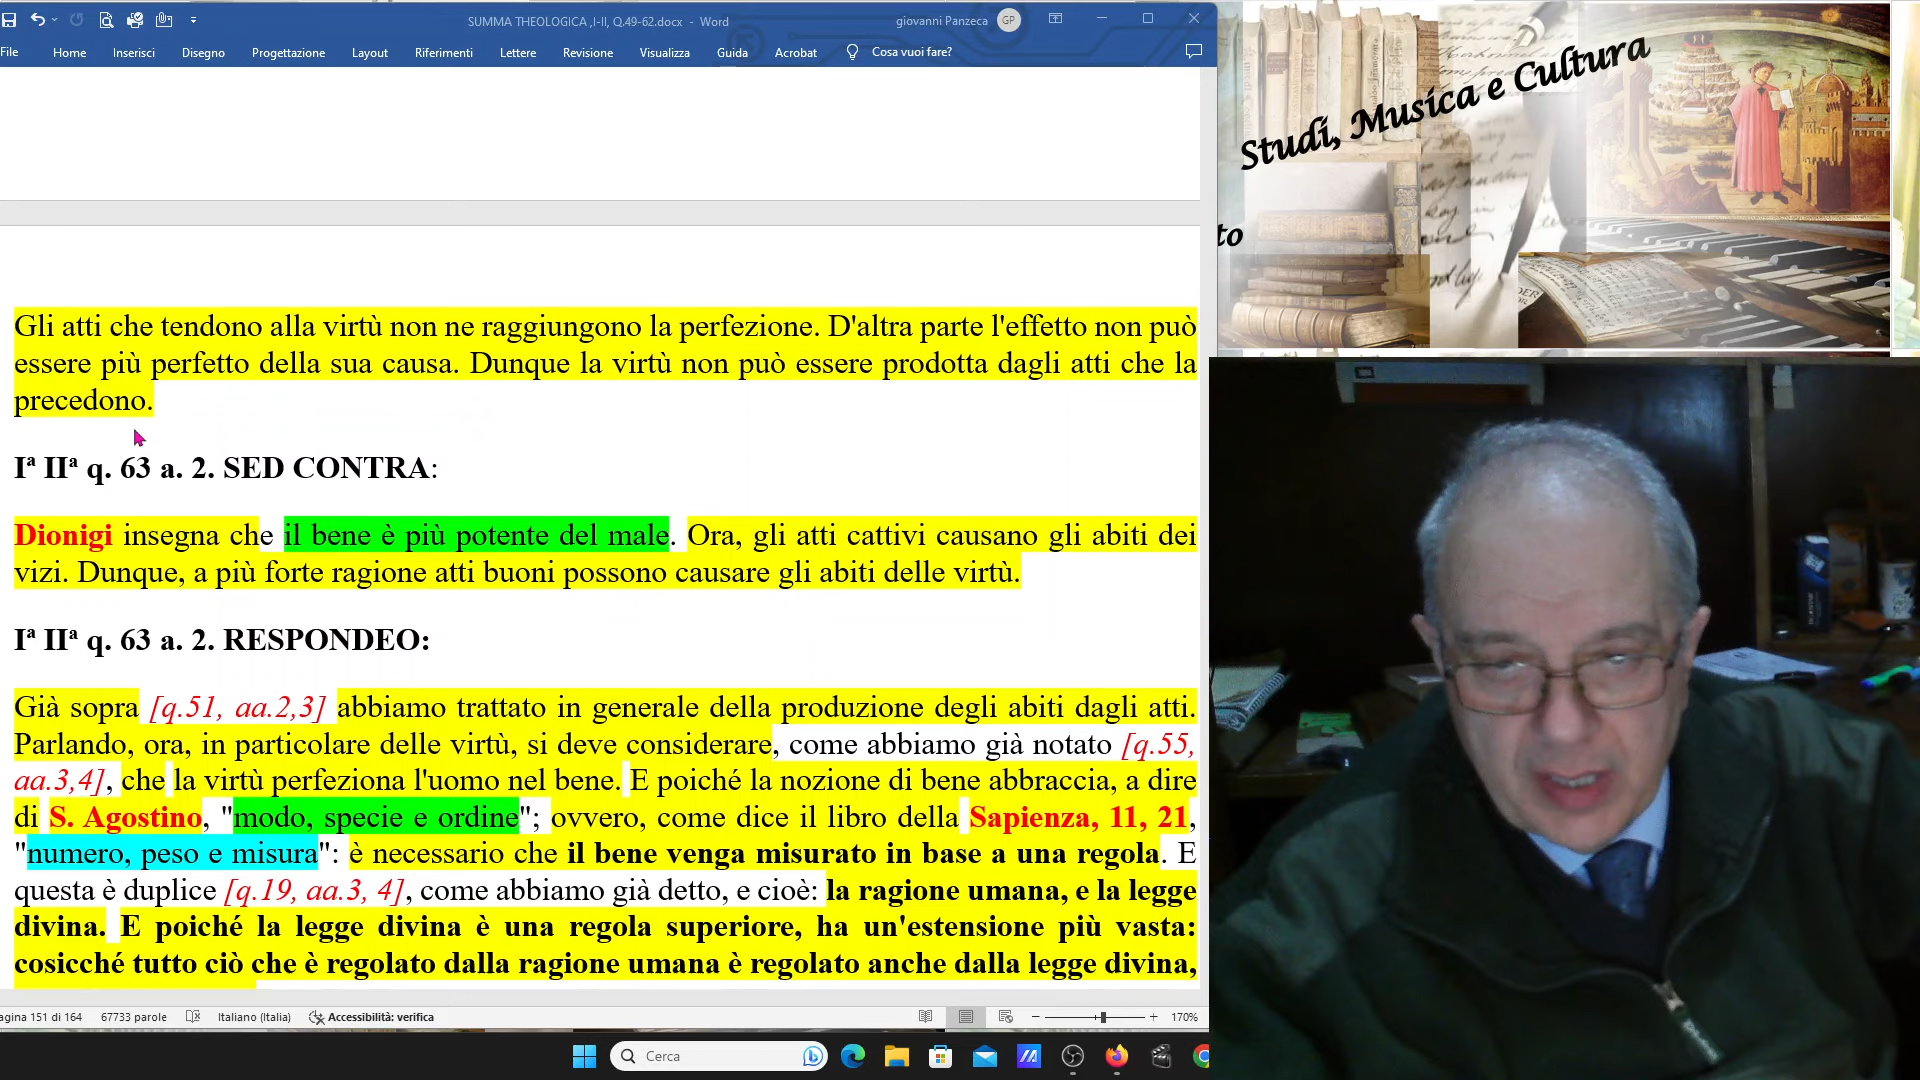 SUMMA THEOLOGICA ,I-II, Q.49-62.docx - Word
giovanni Panzeca GP
File Home Inserisci Disegno Progettazione Layout Riferimenti Lettere Revisione Visualizza Guida Acrobat Cosa vuoi fare?
Studi, Musica e Cultura
to
Gli atti che tendono alla virtù non ne raggiungono la perfezione. D'altra parte l'effetto non può
essere più perfetto della sua causa. Dunque la virtù non può essere prodotta dagli atti che la
precedono.
Iª IIª q. 63 a. 2. SED CONTRA:
Dionigi insegna che il bene è più potente del male. Ora, gli atti cattivi causano gli abiti dei
vizi. Dunque, a più forte ragione atti buoni possono causare gli abiti delle virtù.
Iª IIª q. 63 a. 2. RESPONDEO:
Già sopra [q.51, aa.2,3] abbiamo trattato in generale della produzione degli abiti dagli atti.
Parlando, ora, in particolare delle virtù, si deve considerare, come abbiamo già notato [q.55,
aa.3,4], che la virtù perfeziona l'uomo nel bene. E poiché la nozione di bene abbraccia, a dire
di S. Agostino, "modo, specie e ordine"; ovvero, come dice il libro della Sapienza, 11, 21,
"numero, peso e misura": è necessario che il bene venga misurato in base a una regola. E
questa è duplice [q.19, aa.3, 4], come abbiamo già detto, e cioè: la ragione umana, e la legge
divina. E poiché la legge divina è una regola superiore, ha un'estensione più vasta:
cosicché tutto ciò che è regolato dalla ragione umana è regolato anche dalla legge divina,
agina 151 di 164 67733 parole Italiano (Italia) Accessibilità: verifica 170%
Cerca